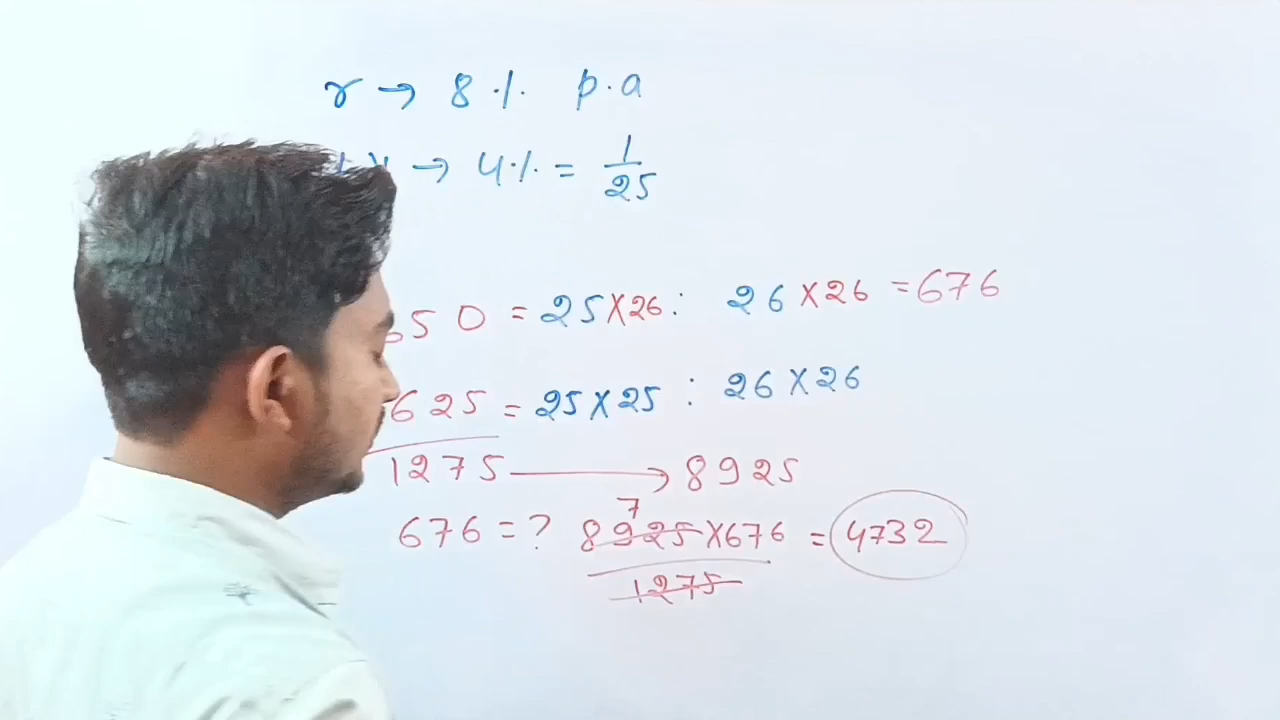 r → 8 % p.a
→ 4 % = 1/25
650 = 25 × 26 : 26 × 26 = 676
625 = 25 × 25 : 26 × 26
1275 → 8925
7
676 = ? 8925 × 676 / 1275 = 4732